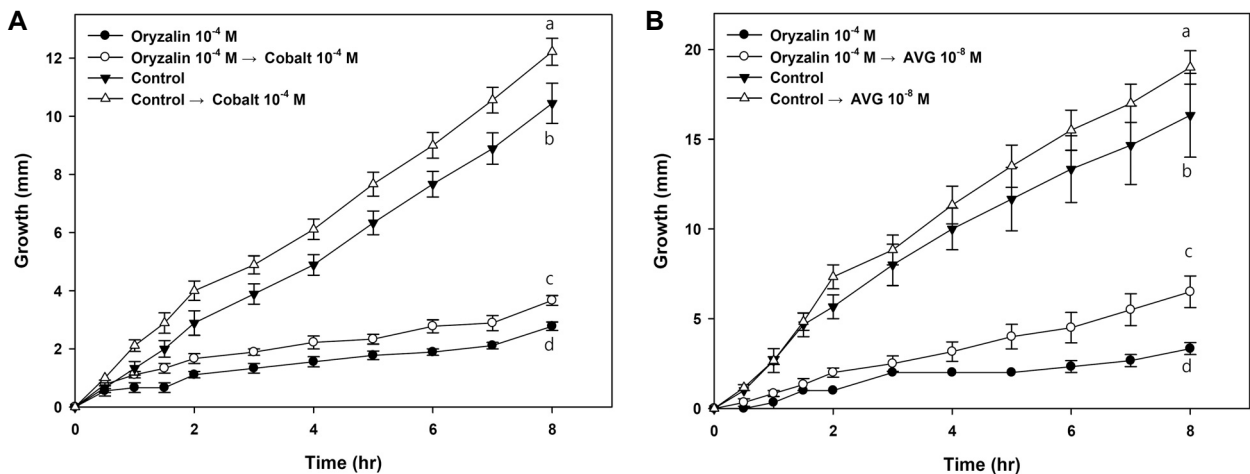 A
Oryzalin 10⁻⁴ M
Oryzalin 10⁻⁴ M → Cobalt 10⁻⁴ M
Control
Control → Cobalt 10⁻⁴ M
a
b
c
d
12
10
8
6
4
2
0
Growth (mm)
0 2 4 6 8
Time (hr)
B
Oryzalin 10⁻⁴ M
Oryzalin 10⁻⁴ M → AVG 10⁻⁸ M
Control
Control → AVG 10⁻⁸ M
a
b
c
d
20
15
10
5
0
Growth (mm)
0 2 4 6 8
Time (hr)